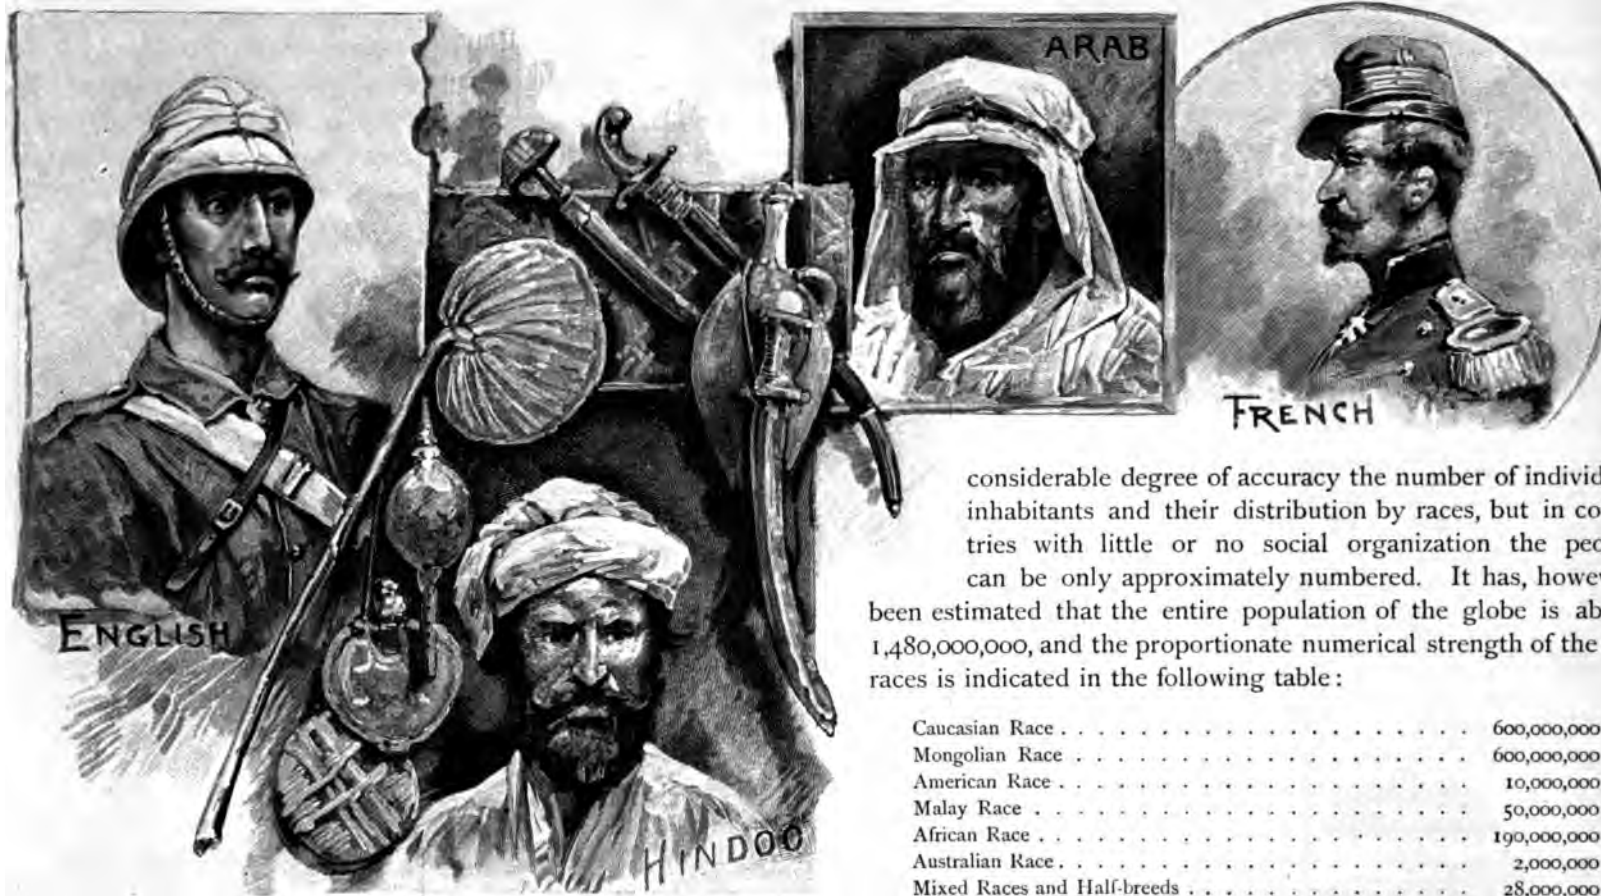 ARAB
FRENCH
ENGLISH
HINDOO
considerable degree of accuracy the number of
inhabitants and their distribution by races, but in
tries with little or no social organization the
can be only approximately numbered. It has,
been estimated that the entire population of the globe is
1,480,000,000, and the proportionate numerical strength of the
races is indicated in the following table:
Caucasian Race . . . . . . . . . . . . . . . . . . . . 600,000,000
Mongolian Race . . . . . . . . . . . . . . . . . . . 600,000,000
American Race . . . . . . . . . . . . . . . . . . . . 10,000,000
Malay Race . . . . . . . . . . . . . . . . . . . . . 50,000,000
African Race . . . . . . . . . . . . . . . . . . . . . 190,000,000
Australian Race . . . . . . . . . . . . . . . . . . . . 2,000,000
Mixed Races and Half-breeds . . . . . . . . . . . . . . 28,000,000